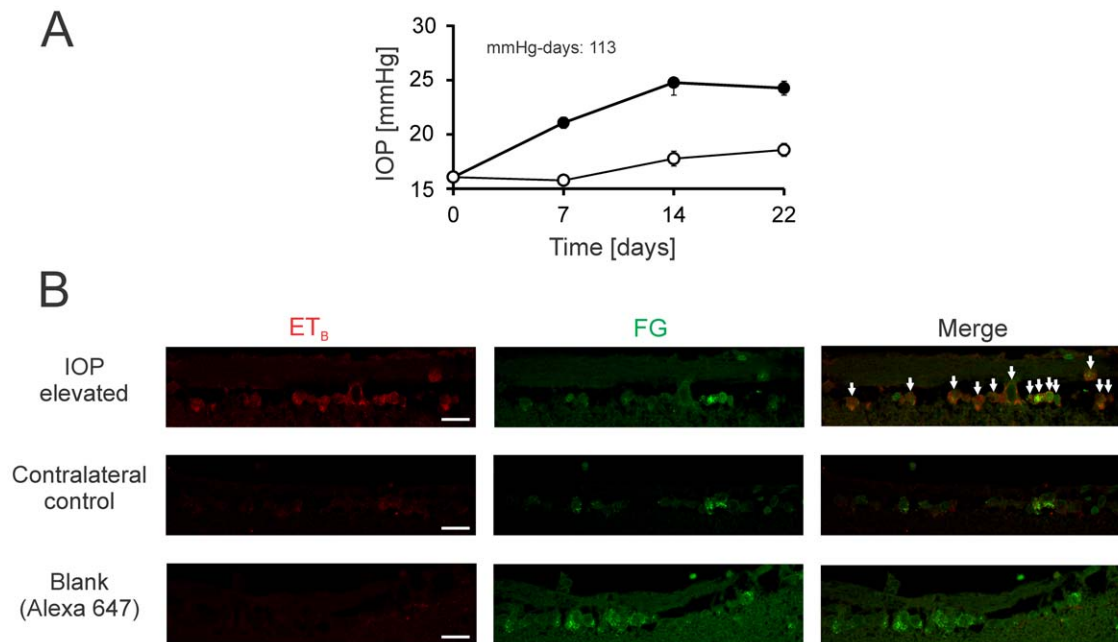 A
30
mmHg-days: 113
25
20
15
IOP [mmHg]
0 7 14 22
Time [days]
B
ET_B FG Merge
IOP
elevated
Contralateral
control
Blank
(Alexa 647)